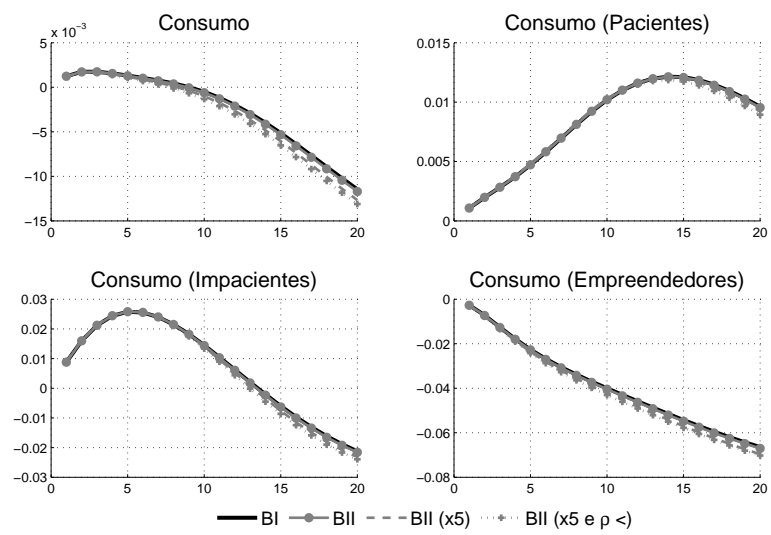 Consumo
x 10⁻³
5
0
−5
−10
−15
0 5 10 15 20
Consumo (Pacientes)
0.015
0.01
0.005
0
0 5 10 15 20
Consumo (Impacientes)
0.03
0.02
0.01
0
−0.01
−0.02
−0.03
0 5 10 15 20
Consumo (Empreendedores)
0
−0.02
−0.04
−0.06
−0.08
0 5 10 15 20
BI BII BII (x5) BII (x5 e ρ <)